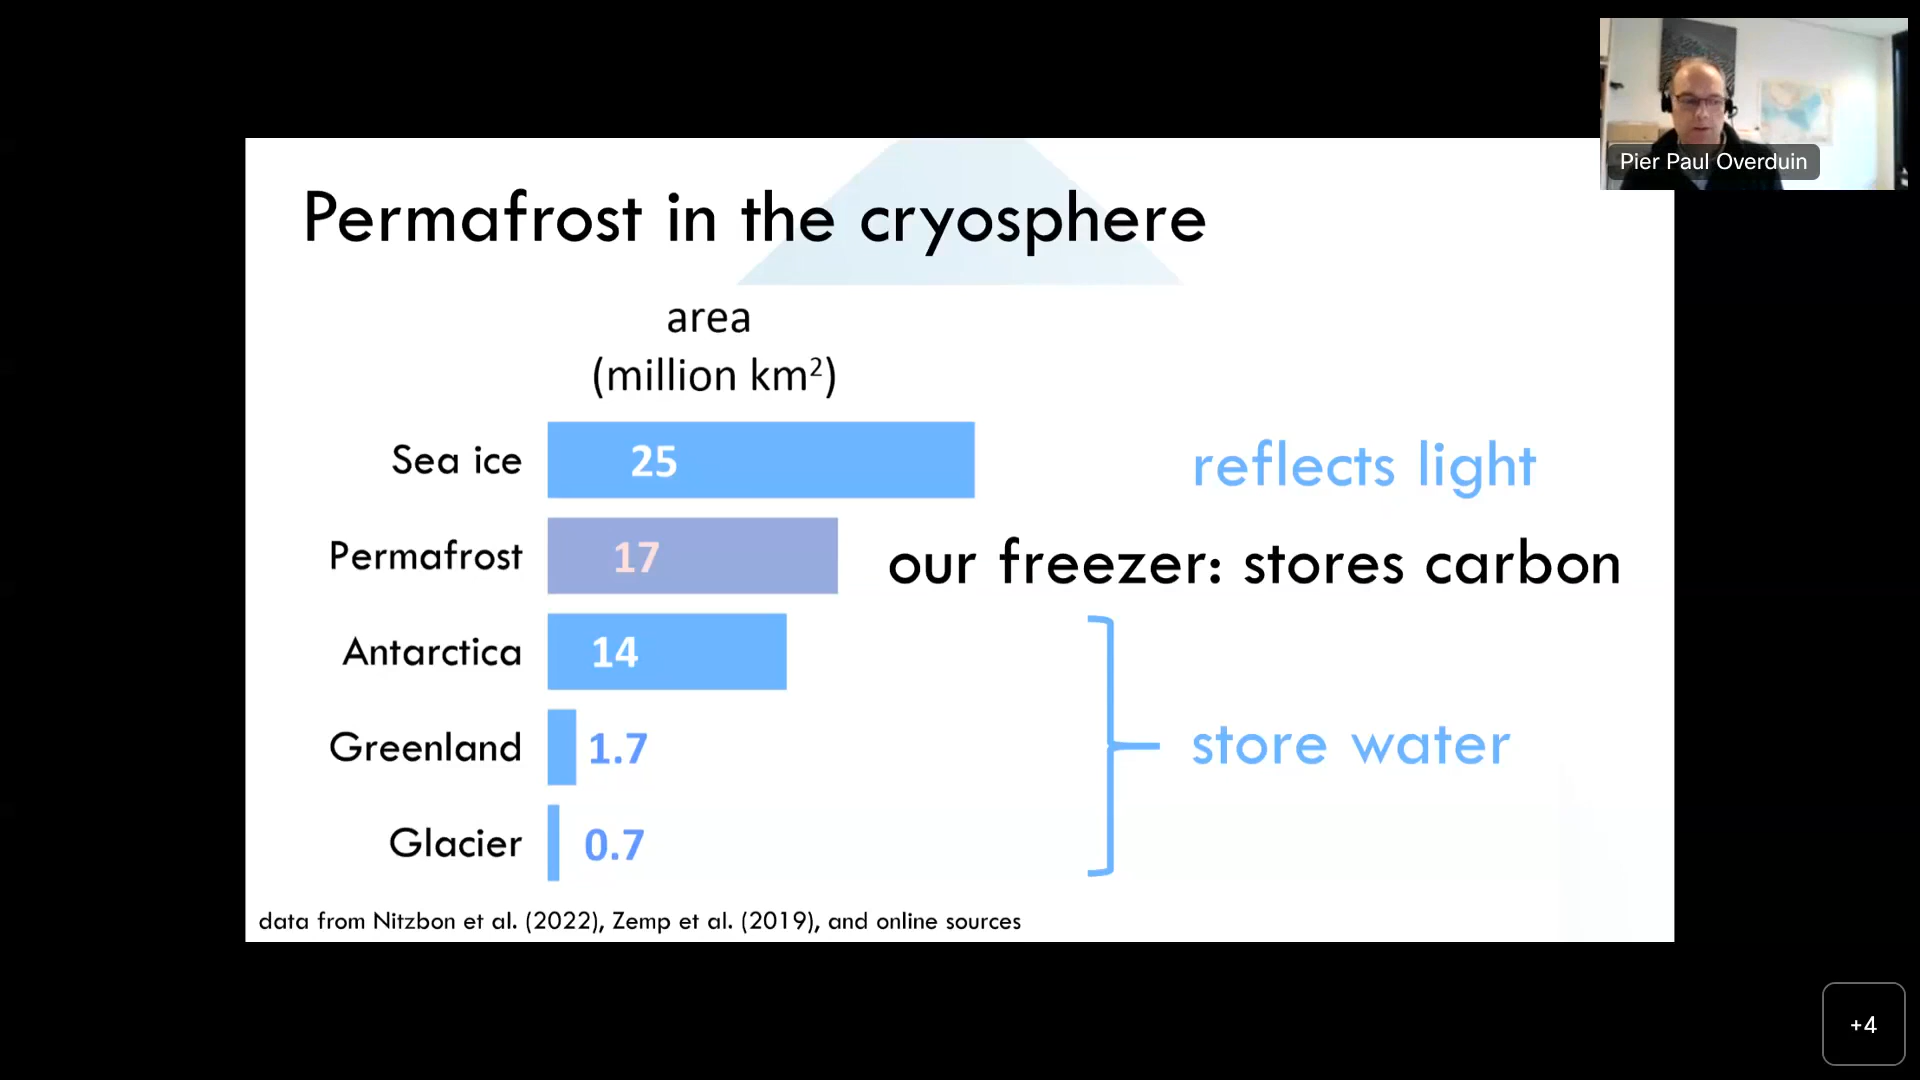 Pier Paul Overduin
Permafrost in the cryosphere
area
(million km²)
Sea ice 25 reflects light
Permafrost 17 our freezer: stores carbon
Antarctica 14
Greenland 1.7 store water
Glacier 0.7
data from Nitzbon et al. (2022), Zemp et al. (2019), and online sources
+4